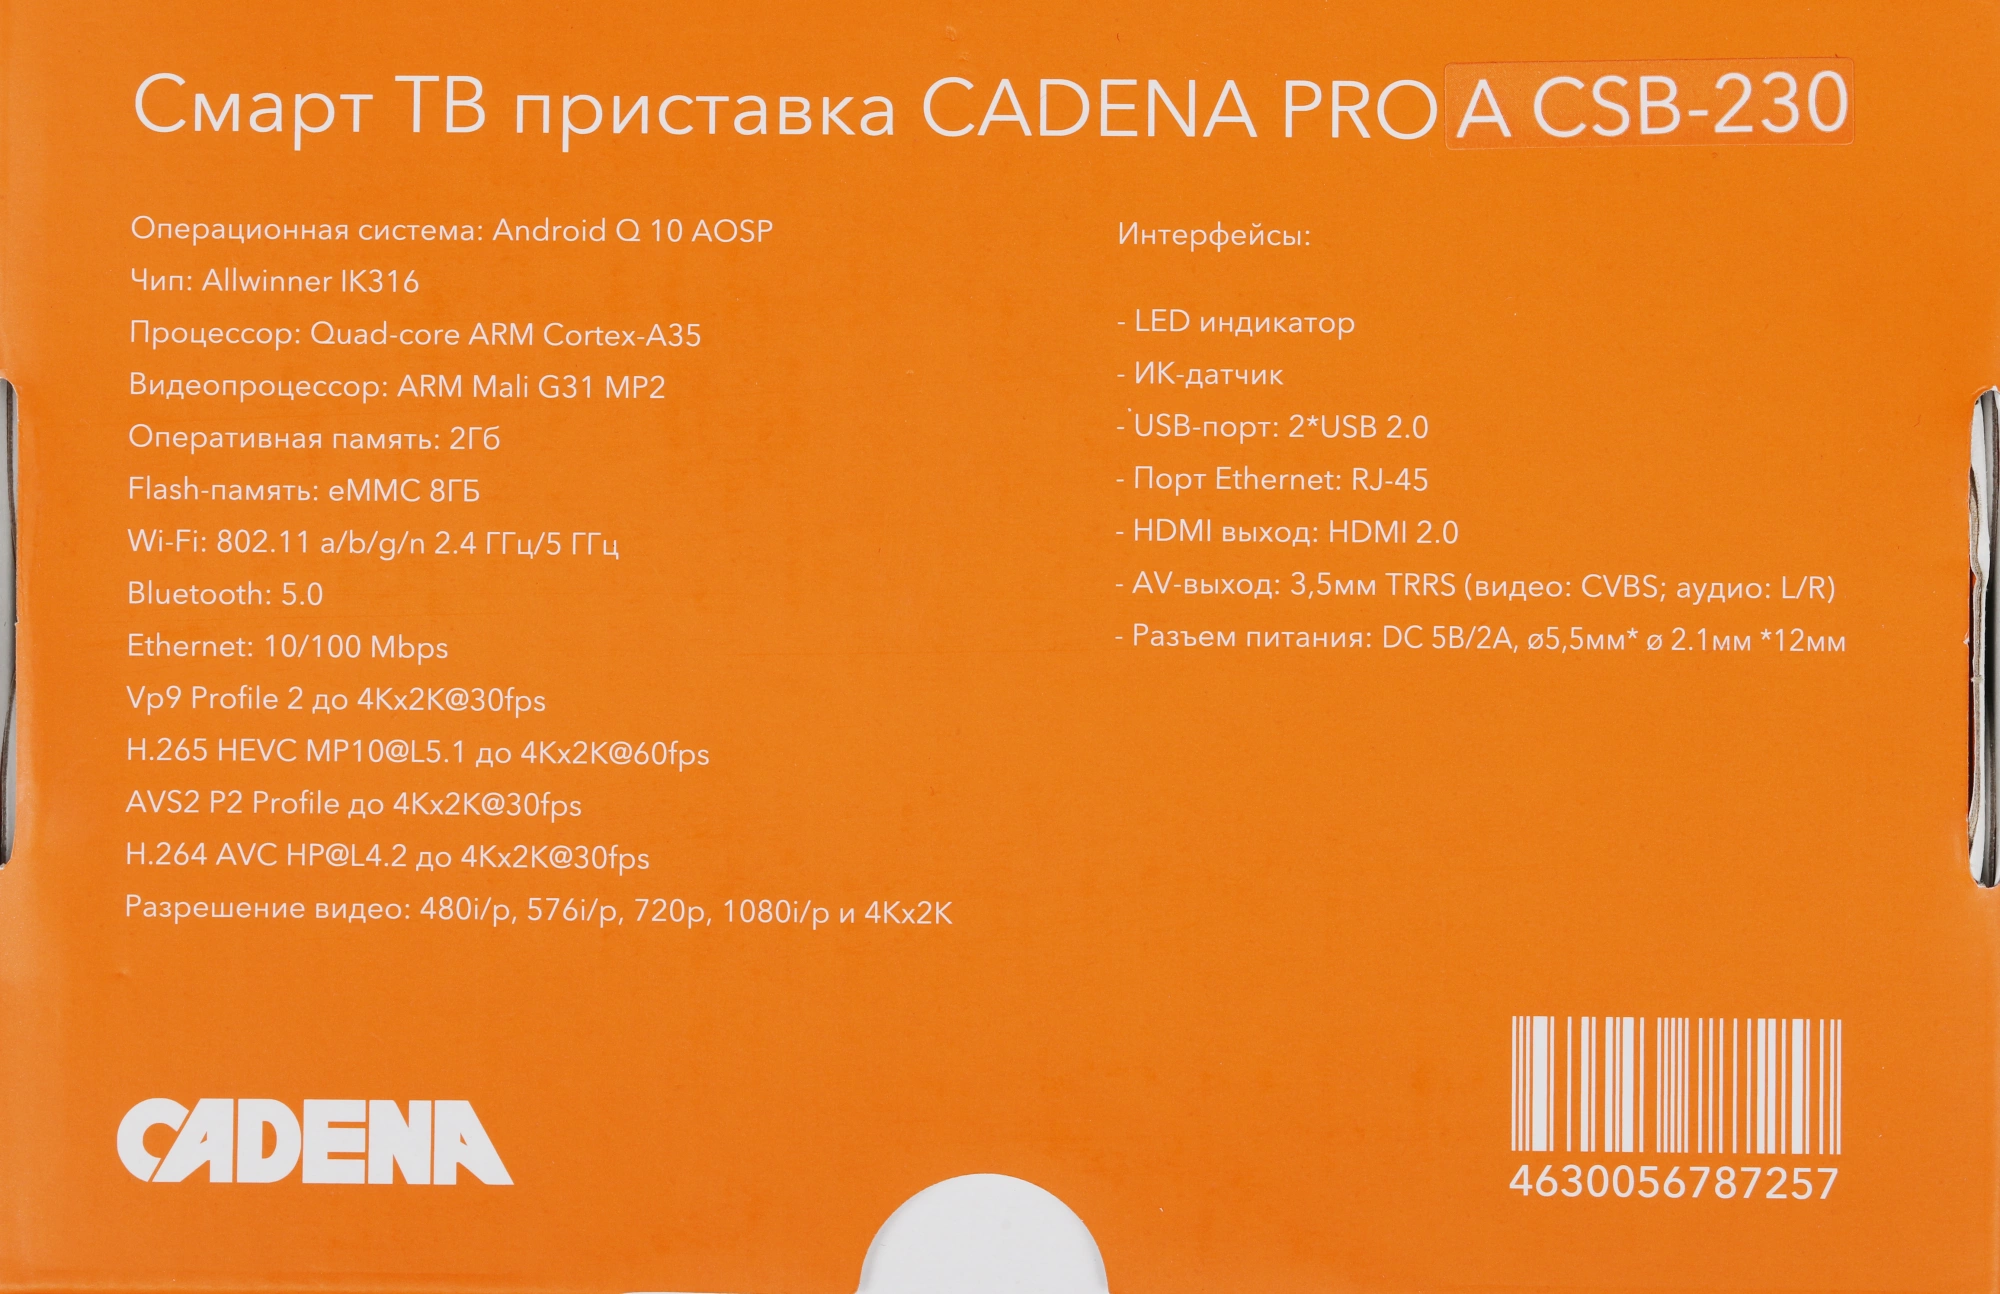 Смарт ТВ приставка CADENA PRO A CSB-230
Операционная система: Android Q 10 AOSP
Чип: Allwinner IK316
Процессор: Quad-core ARM Cortex-A35
Видеопроцессор: ARM Mali G31 MP2
Оперативная память: 2Гб
Flash-память: eMMC 8ГБ
Wi-Fi: 802.11 a/b/g/n 2.4 ГГц/5 ГГц
Bluetooth: 5.0
Ethernet: 10/100 Mbps
Vp9 Profile 2 до 4Kx2K@30fps
H.265 HEVC MP10@L5.1 до 4Kx2K@60fps
AVS2 P2 Profile до 4Kx2K@30fps
H.264 AVC HP@L4.2 до 4Kx2K@30fps
Разрешение видео: 480i/p, 576i/p, 720p, 1080i/p и 4Kx2K
Интерфейсы:
- LED индикатор
- ИК-датчик
- USB-порт: 2*USB 2.0
- Порт Ethernet: RJ-45
- HDMI выход: HDMI 2.0
- AV-выход: 3,5мм TRRS (видео: CVBS; аудио: L/R)
- Разъем питания: DC 5В/2А, ø5,5мм* ø 2.1мм *12мм
CADENA
4630056787257